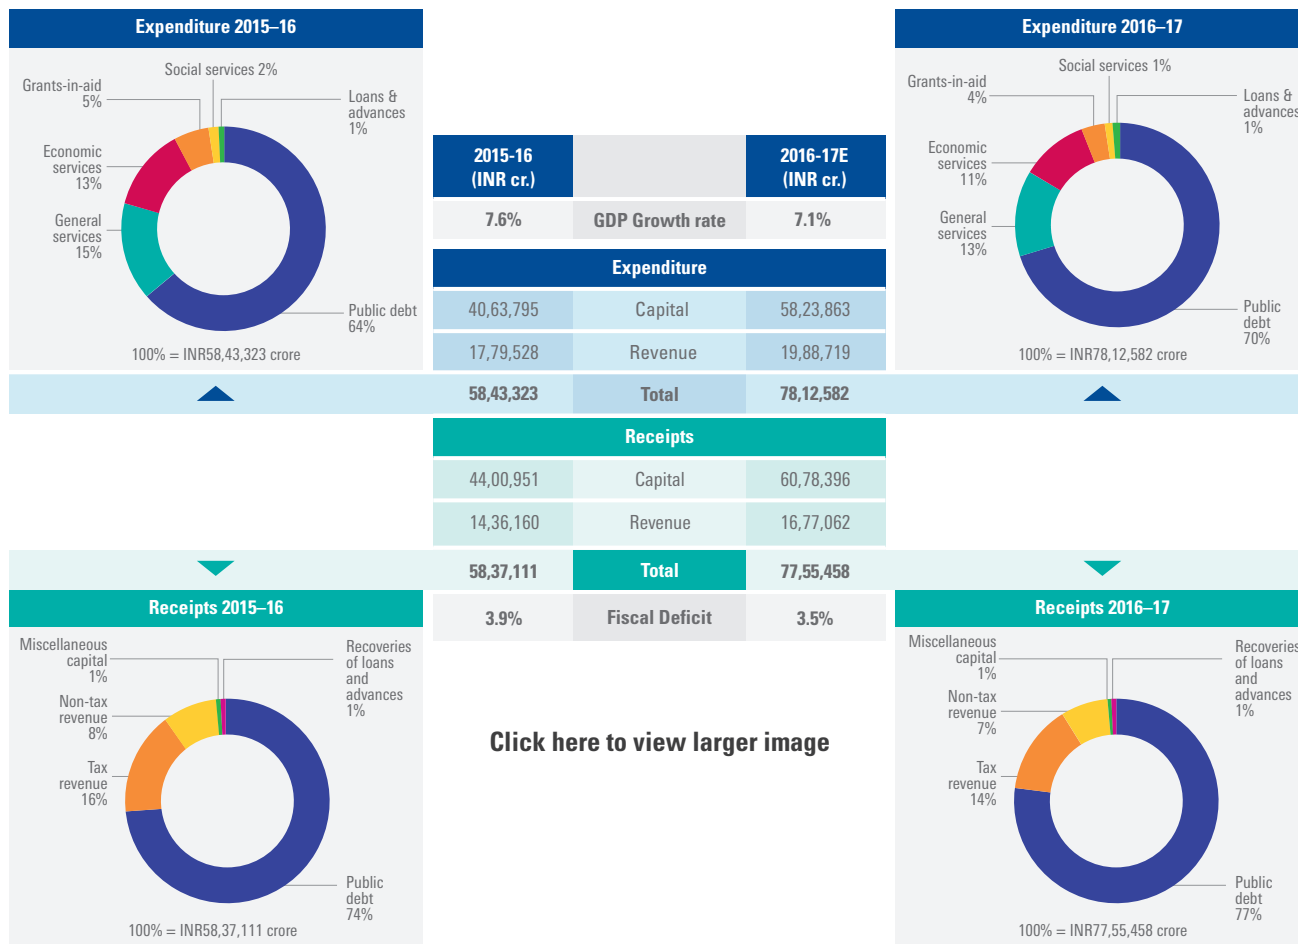 Expenditure 2015–16
Social services 2%
Grants-in-aid
5%
Loans &
advances
1%
Economic
services
13%
General
services
15%
Public debt
64%
100% = INR58,43,323 crore
Expenditure 2016–17
Social services 1%
Grants-in-aid
4%
Loans &
advances
1%
Economic
services
11%
General
services
13%
Public
debt
70%
100% = INR78,12,582 crore
2015-16
(INR cr.)
2016-17E
(INR cr.)
7.6% GDP Growth rate 7.1%
Expenditure
40,63,795 Capital 58,23,863
17,79,528 Revenue 19,88,719
58,43,323 Total 78,12,582
Receipts
44,00,951 Capital 60,78,396
14,36,160 Revenue 16,77,062
58,37,111 Total 77,55,458
3.9% Fiscal Deficit 3.5%
Click here to view larger image
Receipts 2015–16
Miscellaneous
capital
1%
Recoveries
of loans
and
advances
1%
Non-tax
revenue
8%
Tax
revenue
16%
Public
debt
74%
100% = INR58,37,111 crore
Receipts 2016–17
Miscellaneous
capital
1%
Recoveries
of loans
and
advances
1%
Non-tax
revenue
7%
Tax
revenue
14%
Public
debt
77%
100% = INR77,55,458 crore